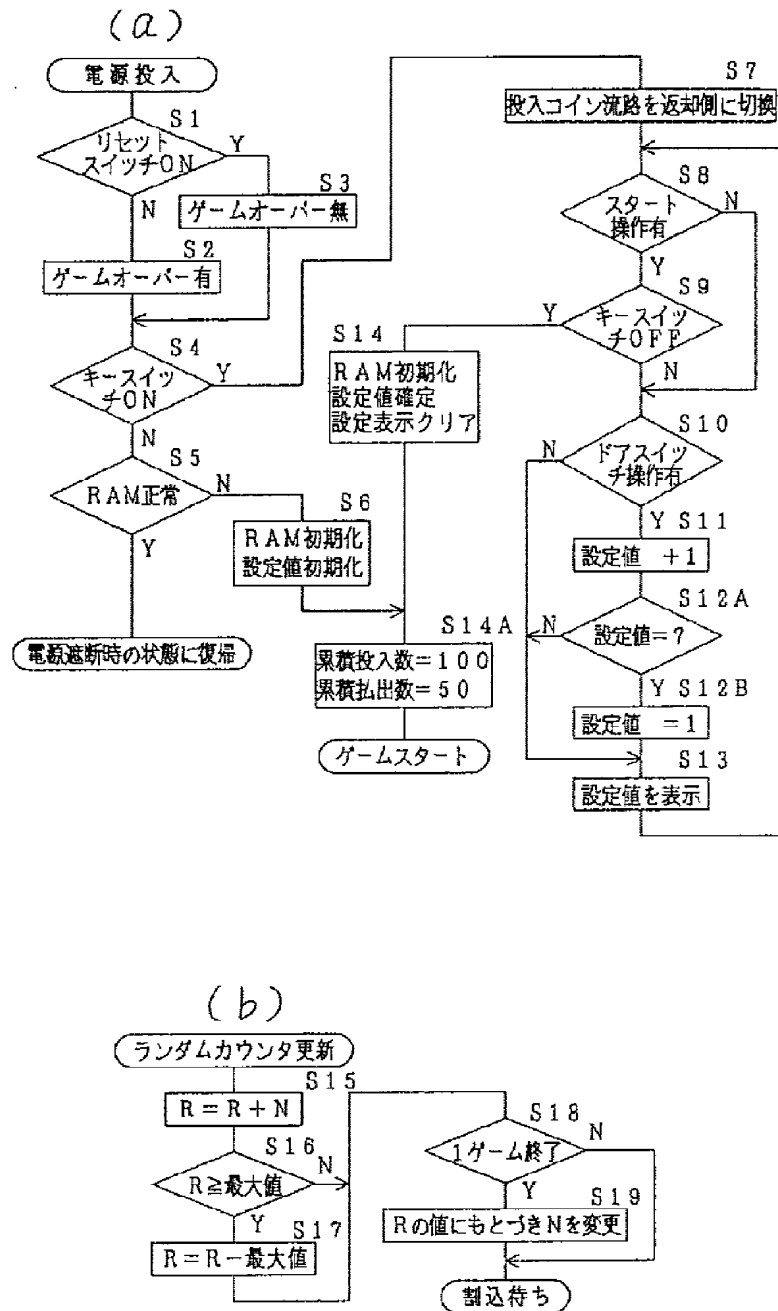 (a)
電源投入
S1
リセット
スイッチON
Y
N
S3
ゲームオーバー無
S2
ゲームオーバー有
S4
キースイッ
チON
Y
N
S5
RAM正常
N
Y
S6
RAM初期化
設定値初期化
電源遮断時の状態に復帰
S14
RAM初期化
設定値確定
設定表示クリア
S14A
累積投入数=100
累積払出数=50
ゲームスタート
S7
投入コイン流路を返却側に切換
S8
スタート
操作有
N
Y
S9
キースイッ
チOFF
Y
N
S10
ドアスイッ
チ操作有
N
Y
S11
設定値 +1
S12A
設定値=7
N
Y
S12B
設定値 =1
S13
設定値を表示
(b)
ランダムカウンタ更新
S15
R=R+N
S16
R≧最大値
N
Y
S17
R=R-最大値
S18
1ゲーム終了
N
Y
S19
Rの値にもとづきNを変更
割込待ち